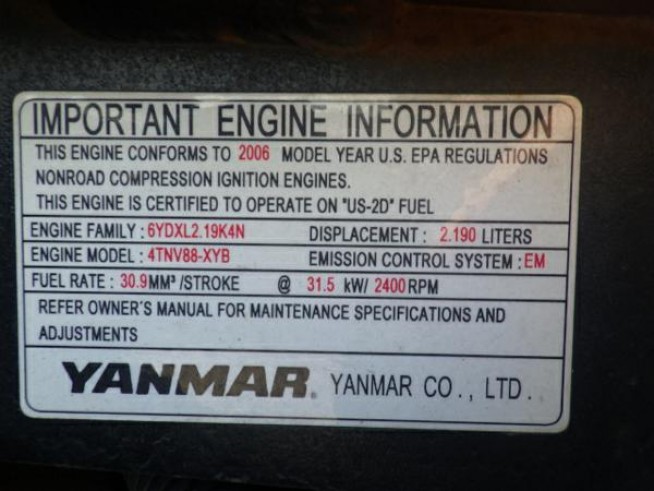 IMPORTANT ENGINE INFORMATION
THIS ENGINE CONFORMS TO 2006 MODEL YEAR U.S. EPA REGULATIONS
NONROAD COMPRESSION IGNITION ENGINES.
THIS ENGINE IS CERTIFIED TO OPERATE ON "US-2D" FUEL
ENGINE FAMILY : 6YDXL2.19K4N DISPLACEMENT : 2.190 LITERS
ENGINE MODEL : 4TNV88-XYB EMISSION CONTROL SYSTEM : EM
FUEL RATE : 30.9MM³ /STROKE @ 31.5 kW/ 2400 RPM
REFER OWNER'S MANUAL FOR MAINTENANCE SPECIFICATIONS AND
ADJUSTMENTS
YANMAR. YANMAR CO., LTD.